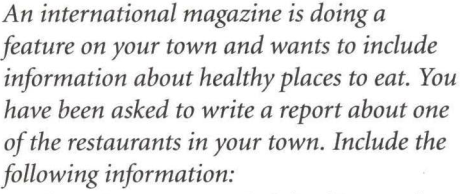 An international magazine is doing a
feature on your town and wants to include
information about healthy places to eat. You
have been asked to write a report about one
of the restaurants in your town. Include the
following information: